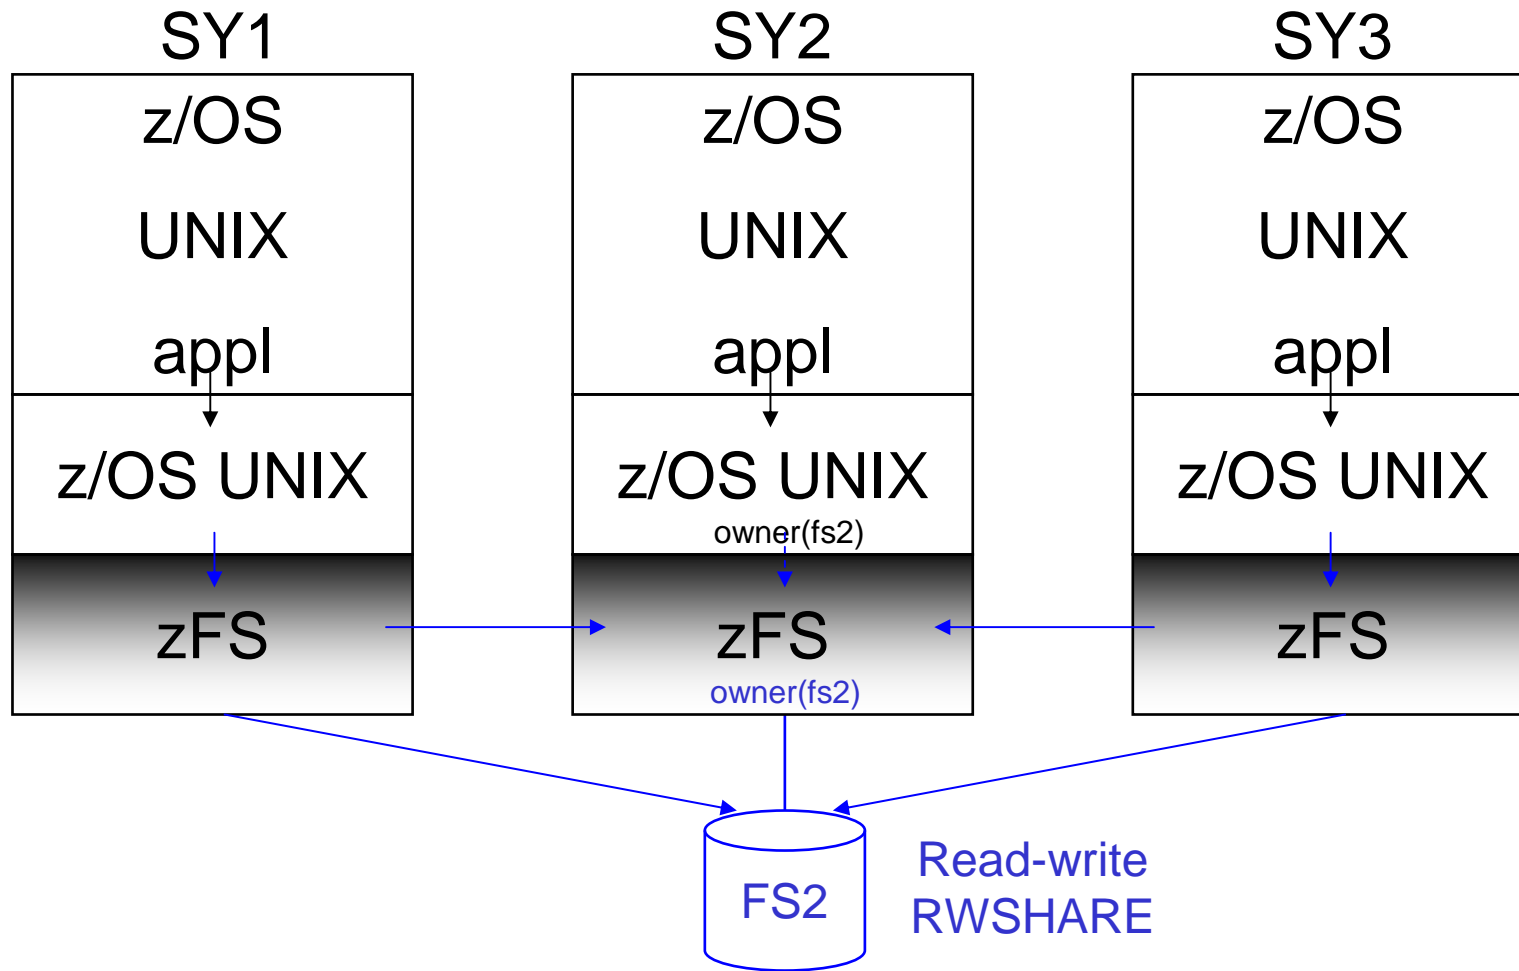 SY1
SY2
SY3
z/OS
UNIX
appl
z/OS
UNIX
appl
z/OS
UNIX
appl
z/OS UNIX
z/OS UNIX
owner(fs2)
z/OS UNIX
zFS
zFS
owner(fs2)
zFS
FS2
Read-write
RWSHARE